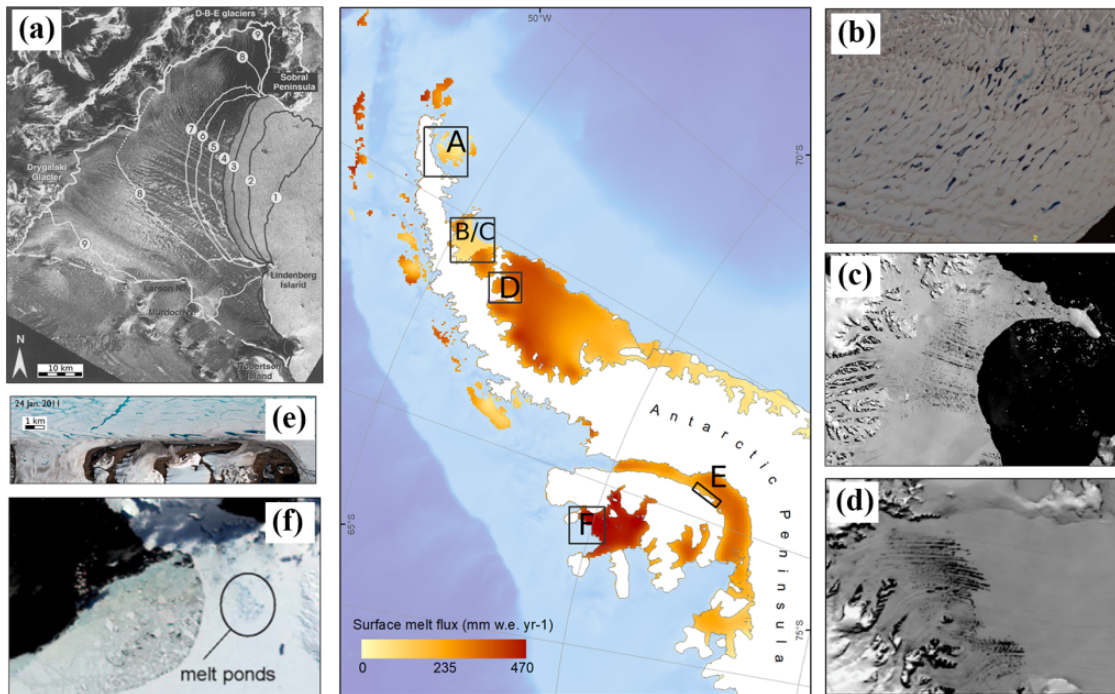 (a)
D-B-E glaciers
9
8
Sobral
Peninsula
7
6
5
4
3
2
1
Drygalski
Glacier
8
9
Lindenberg
Island
Larson N.
Murdoch N.
Robertson
Island
N
10 km
24 Jan. 2011
1 km
(e)
(f)
melt ponds
50°W
70°S
A
B/C
D
Antarctic
Peninsula
E
F
65°S
75°S
Surface melt flux (mm w.e. yr-1)
0 235 470
(b)
2
(c)
(d)